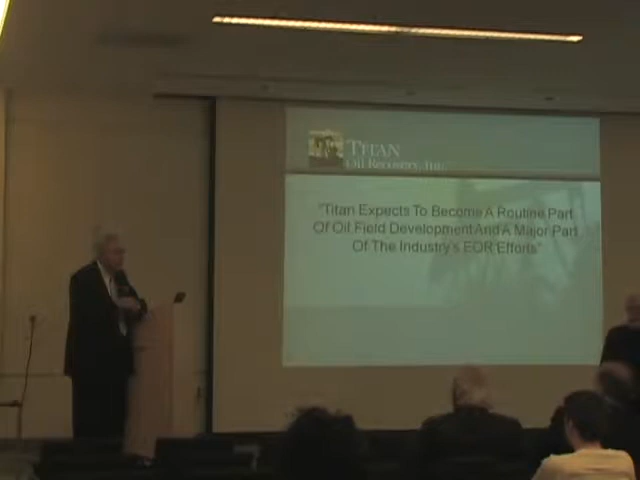 TITAN
Oil Recovery, Inc.
"Titan Expects To Become A Routine Part
Of Oil Field Development And A Major Part
Of The Industry's EOR Efforts"